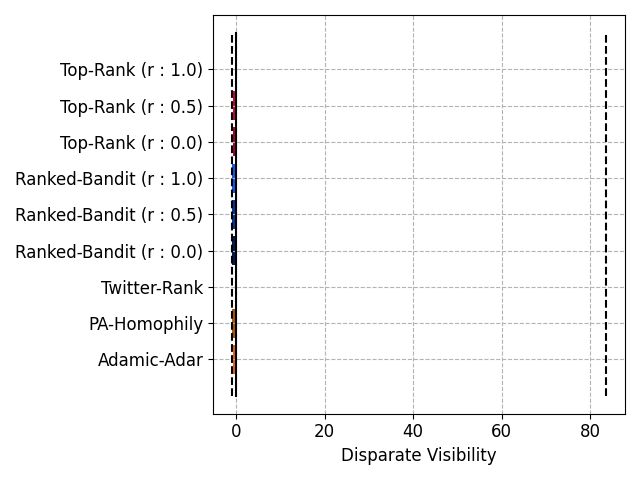 Top-Rank (r : 1.0)
Top-Rank (r : 0.5)
Top-Rank (r : 0.0)
Ranked-Bandit (r : 1.0)
Ranked-Bandit (r : 0.5)
Ranked-Bandit (r : 0.0)
Twitter-Rank
PA-Homophily
Adamic-Adar
0 20 40 60 80
Disparate Visibility